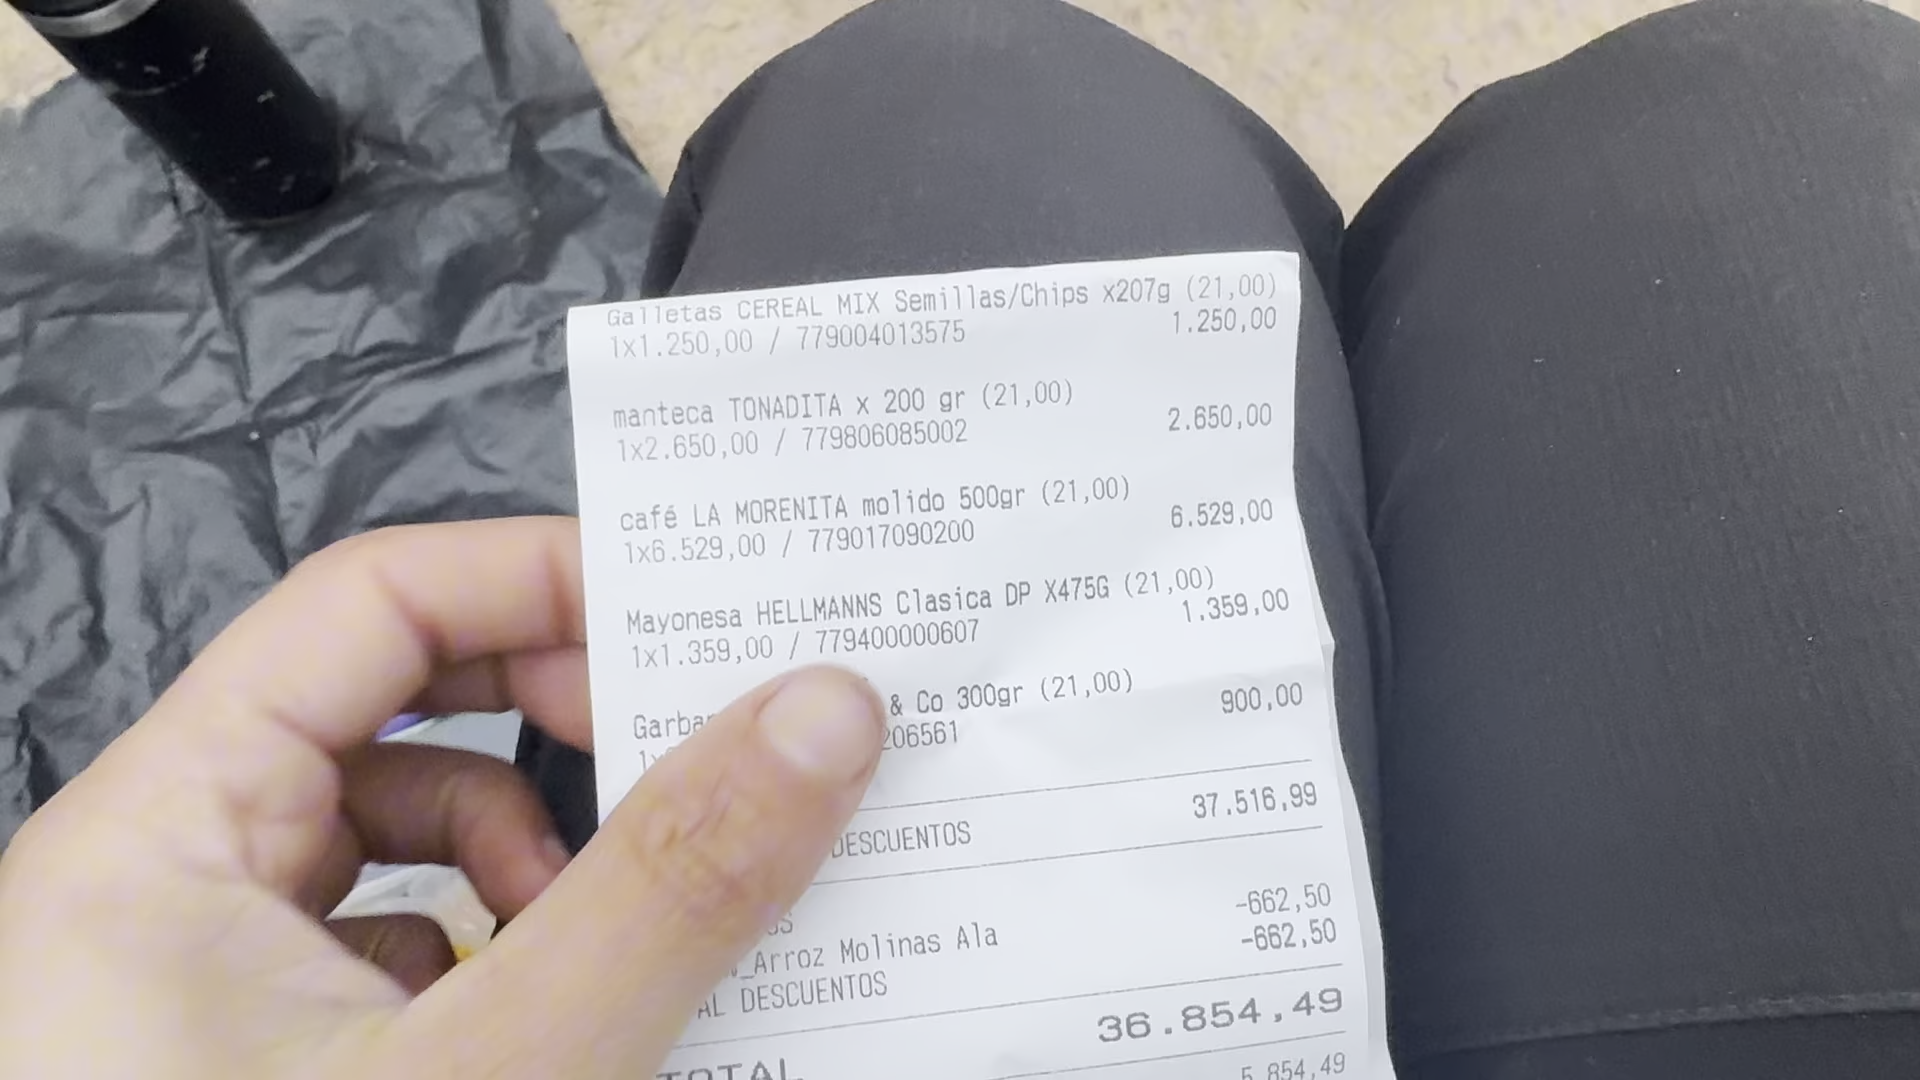 Galletas CEREAL MIX Semillas/Chips x207g (21,00)
1x1.250,00 / 779004013575 1.250,00
manteca TONADITA x 200 gr (21,00)
1x2.650,00 / 779806085002 2.650,00
café LA MORENITA molido 500gr (21,00)
1x6.529,00 / 779017090200 6.529,00
Mayonesa HELLMANNS Clasica DP X475G (21,00)
1x1.359,00 / 779400000607 1.359,00
& Co 300gr (21,00)
206561 900,00
DESCUENTOS 37.516,99
-662,50
Arroz Molinas Ala -662,50
DESCUENTOS
TOTAL 36.854,49
5.854,49